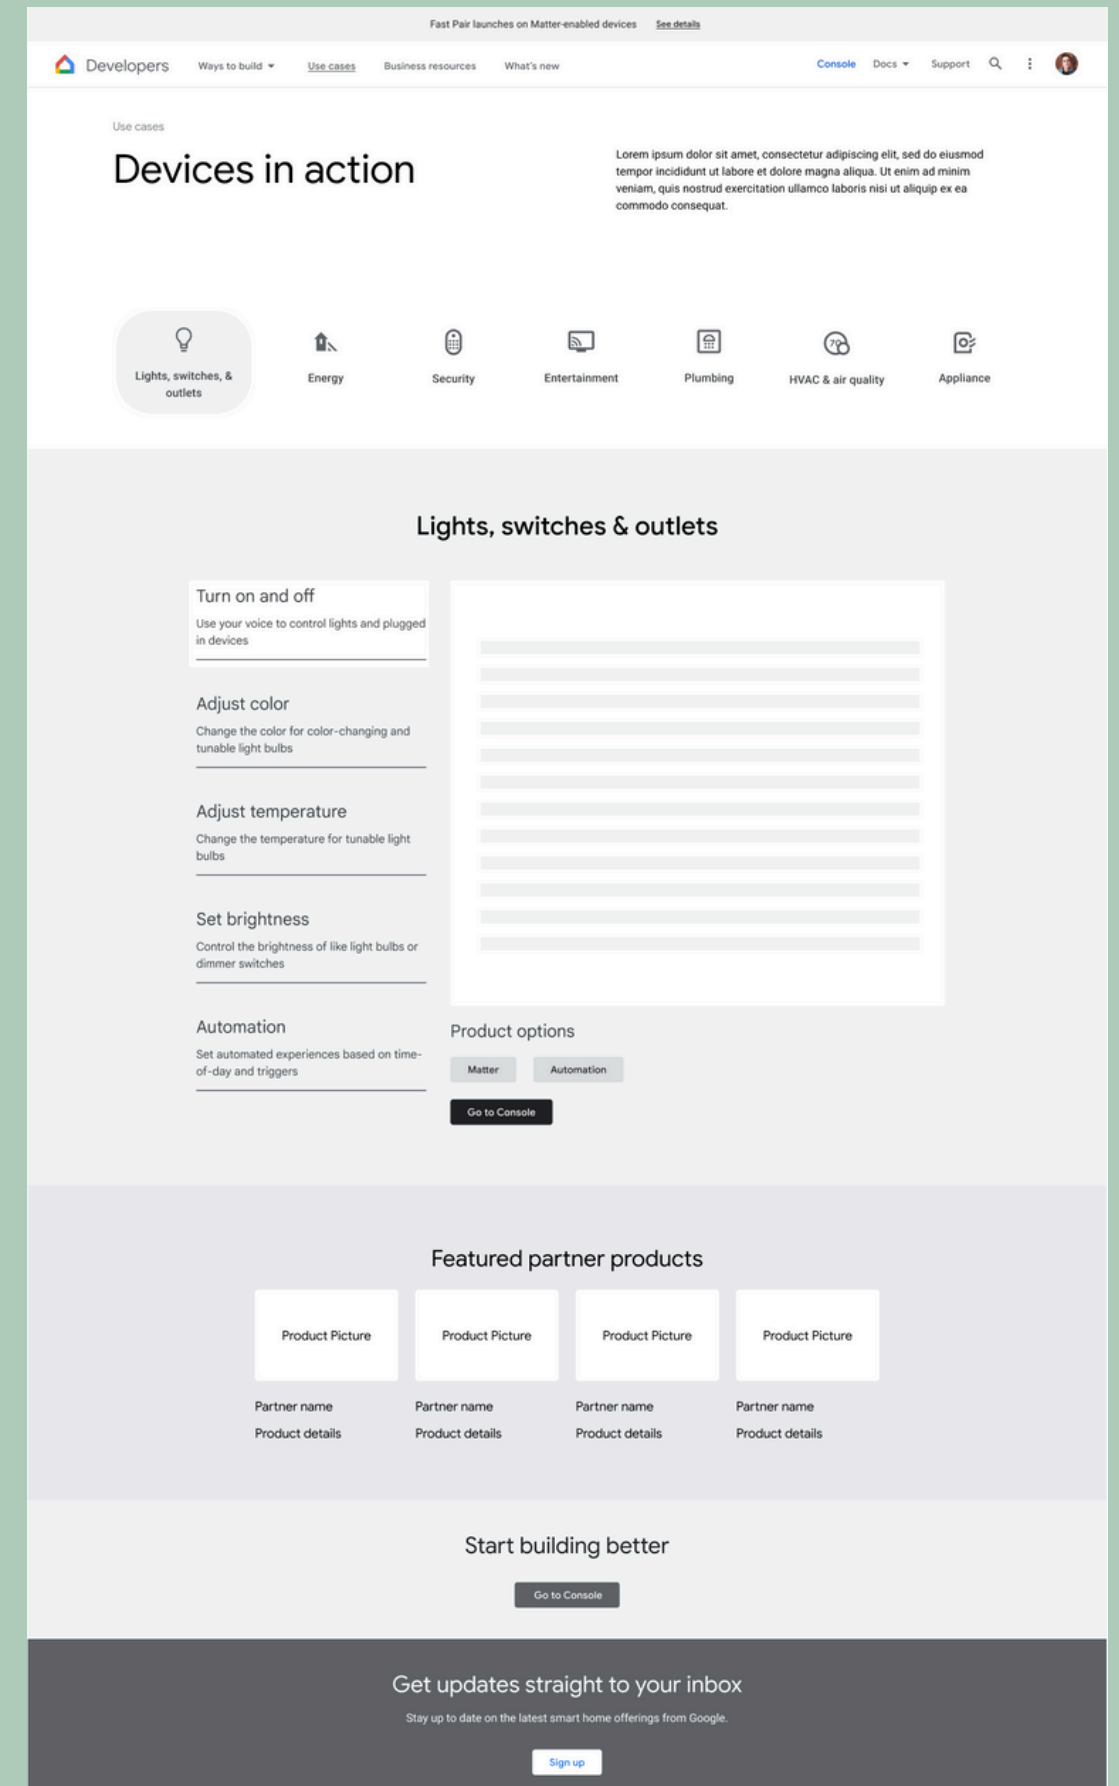 Fast Pair launches on Matter-enabled devices See details
Developers Ways to build Use cases Business resources What's new Console Docs Support
Use cases
Devices in action
Lorem ipsum dolor sit amet, consectetur adipiscing elit, sed do eiusmod
tempor incididunt ut labore et dolore magna aliqua. Ut enim ad minim
veniam, quis nostrud exercitation ullamco laboris nisi ut aliquip ex ea
commodo consequat.
Lights, switches, &
outlets
Energy
Security
Entertainment
Plumbing
70
HVAC & air quality
Appliance
Lights, switches & outlets
Turn on and off
Use your voice to control lights and plugged
in devices
Adjust color
Change the color for color-changing and
tunable light bulbs
Adjust temperature
Change the temperature for tunable light
bulbs
Set brightness
Control the brightness of like light bulbs or
dimmer switches
Automation
Set automated experiences based on time-
of-day and triggers
Product options
Matter Automation
Go to Console
Featured partner products
Product Picture Product Picture Product Picture Product Picture
Partner name Partner name Partner name Partner name
Product details Product details Product details Product details
Start building better
Go to Console
Get updates straight to your inbox
Stay up to date on the latest smart home offerings from Google.
Sign up